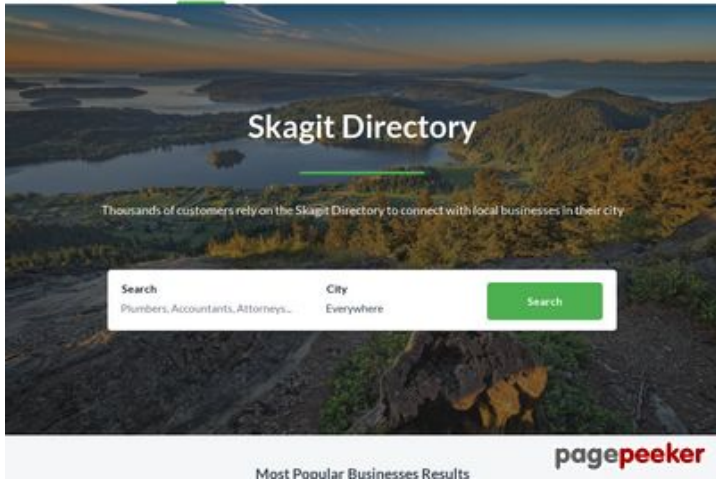 Skagit Directory
Thousands of customers rely on the Skagit Directory to connect with local businesses in their city
Search
City
Plumbers, Accountants, Attorneys...
Everywhere
Search
Most Popular Businesses Results
pagepeeker